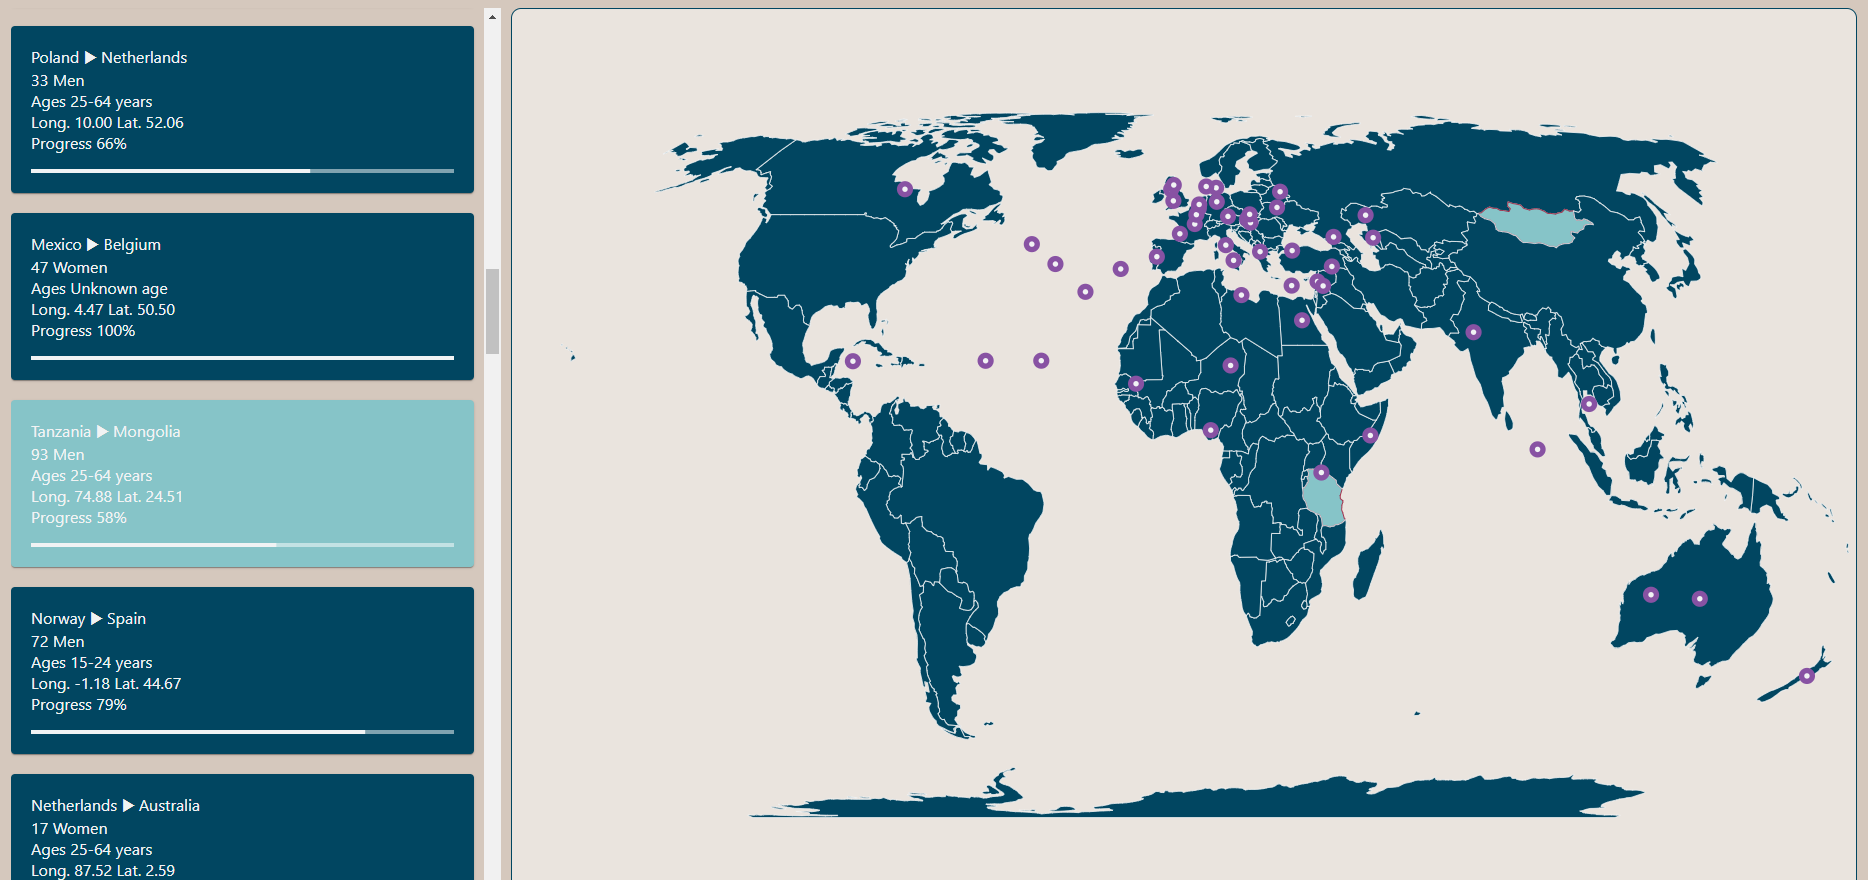 Poland ▶ Netherlands
33 Men
Ages 25-64 years
Long. 10.00 Lat. 52.06
Progress 66%
Mexico ▶ Belgium
47 Women
Ages Unknown age
Long. 4.47 Lat. 50.50
Progress 100%
Tanzania ▶ Mongolia
93 Men
Ages 25-64 years
Long. 74.88 Lat. 24.51
Progress 58%
Norway ▶ Spain
72 Men
Ages 15-24 years
Long. -1.18 Lat. 44.67
Progress 79%
Netherlands ▶ Australia
17 Women
Ages 25-64 years
Long. 87.52 Lat. 2.59